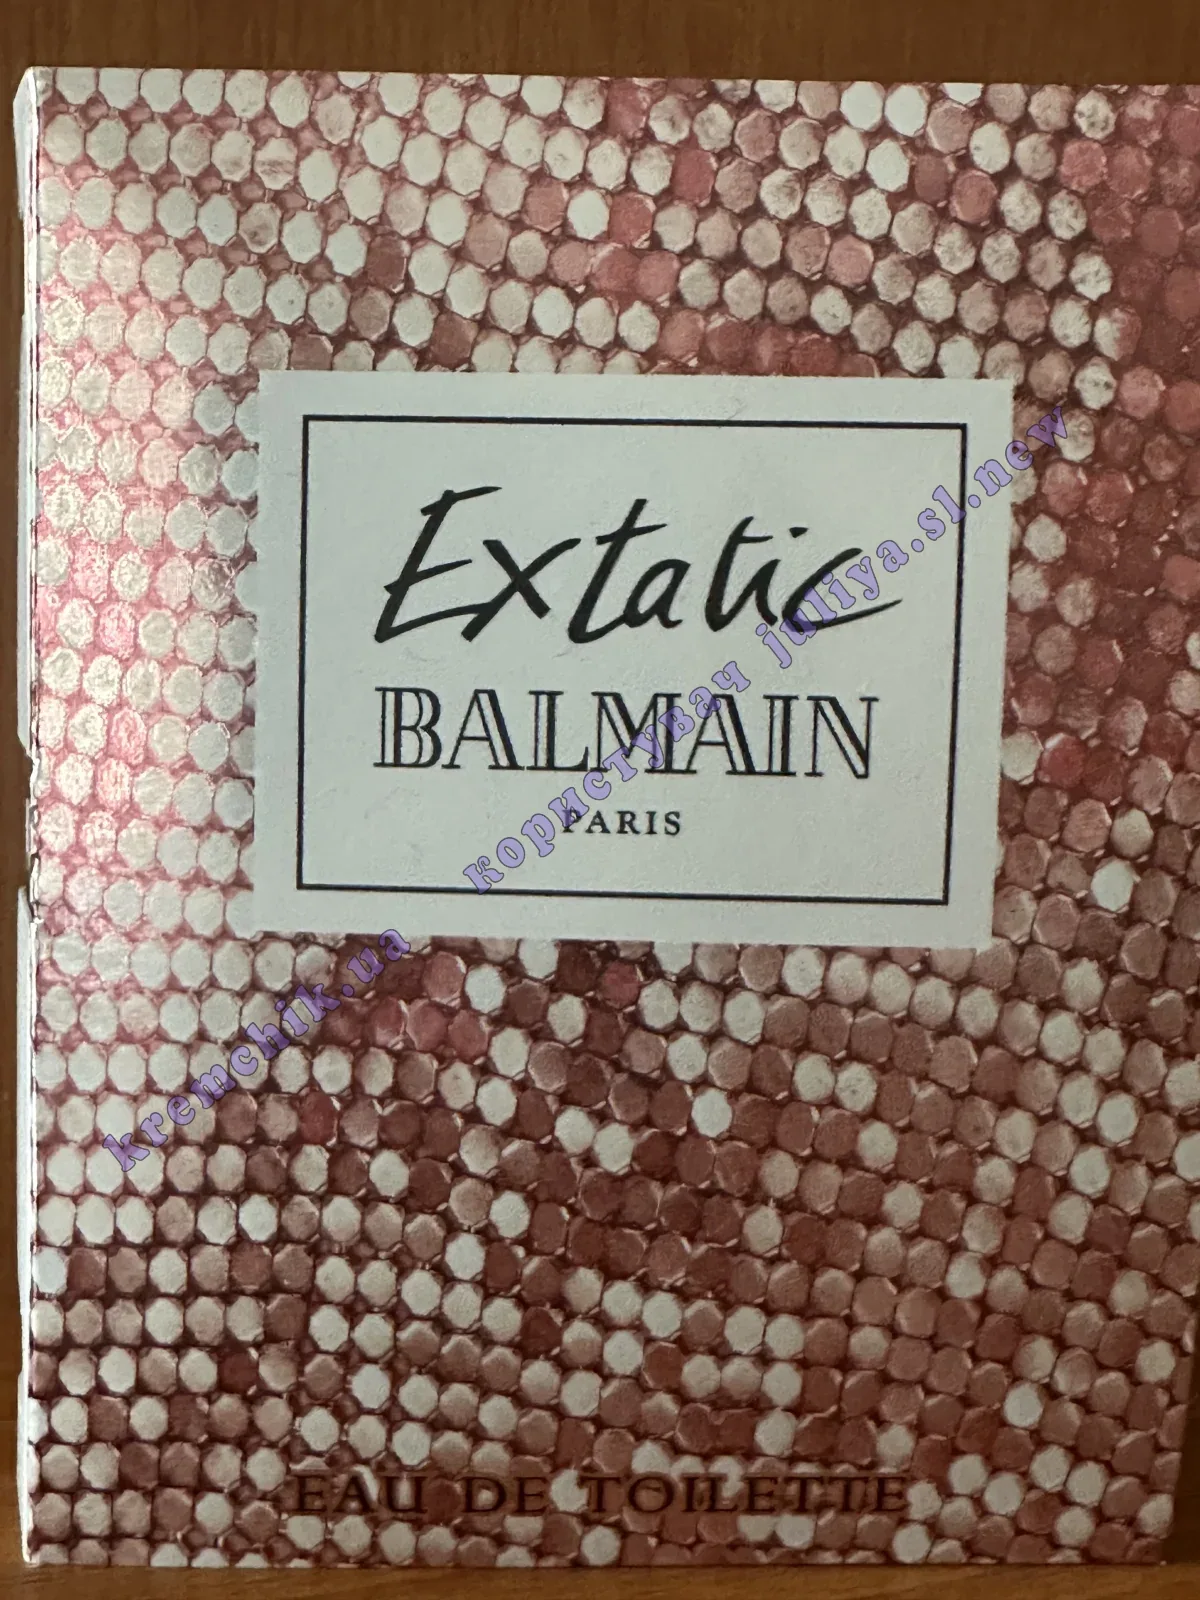 Extatic
BALMAIN
PARIS
EAU DE TOILETTE
kremchik.ua користувач juliya.sl.new